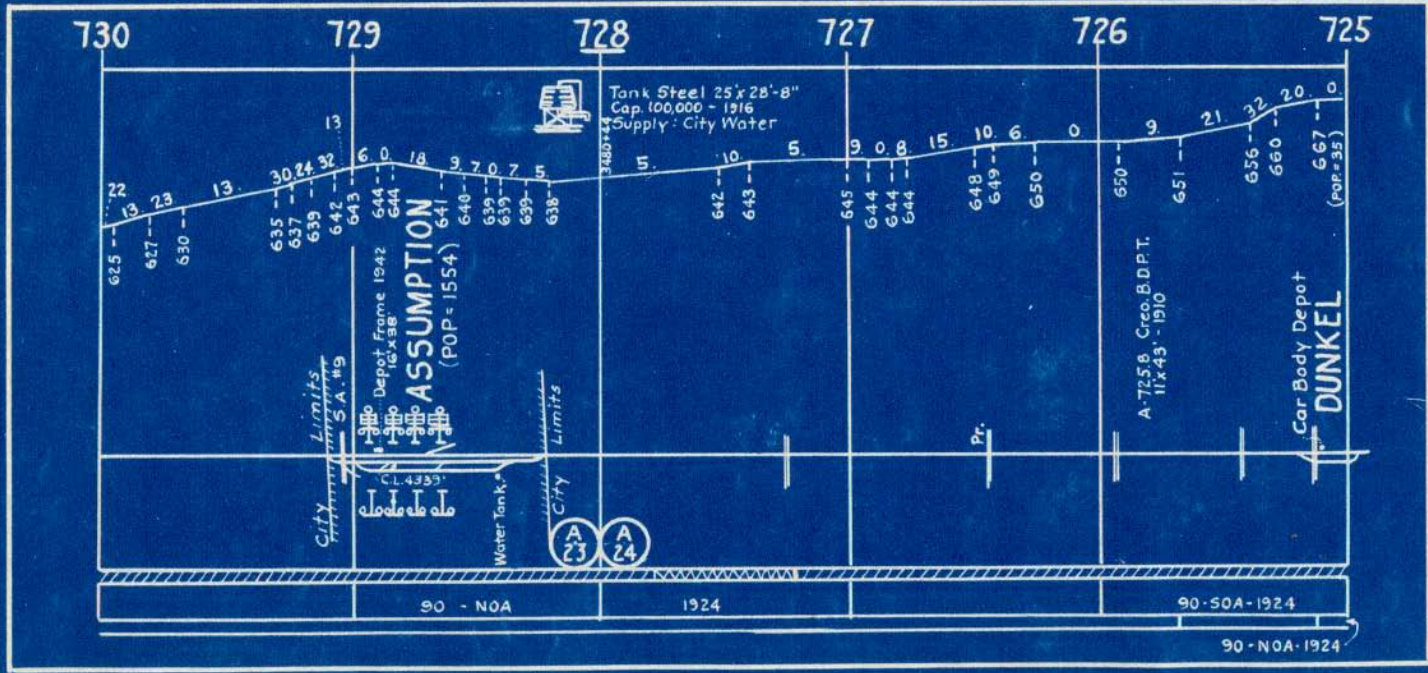 730 729 728 727 726 725
Tank Steel 25'x 28'-8"
Cap. 100,000 - 1916
Supply: City Water
3480+44
22. 13. 23. 13. 30. 24. 32. 13 6. 0. 18. 9. 7. 0. 7. 5. 5. 10. 5. 9. 0. 8. 15. 10. 6. 0. 9. 21. 32. 20. 0.
625 627 630 635 637 639 642 643 644 644 641 640 639 639 639 638 642 643 645 644 644 644 648 649 650 650 651 656 660 667
(POP.=35)
City Limits
S.A. #9
Depot Frame 1942
16'x38'
ASSUMPTION
(POP=1554)
C.L. 4339'
Water Tank
City Limits
A
23
A
24
Pr.
A-725.8 Creo. B.D.P.T.
11'x43' - 1910
Car Body Depot
DUNKEL
90 - NOA 1924 90-SOA-1924
90-NOA-1924